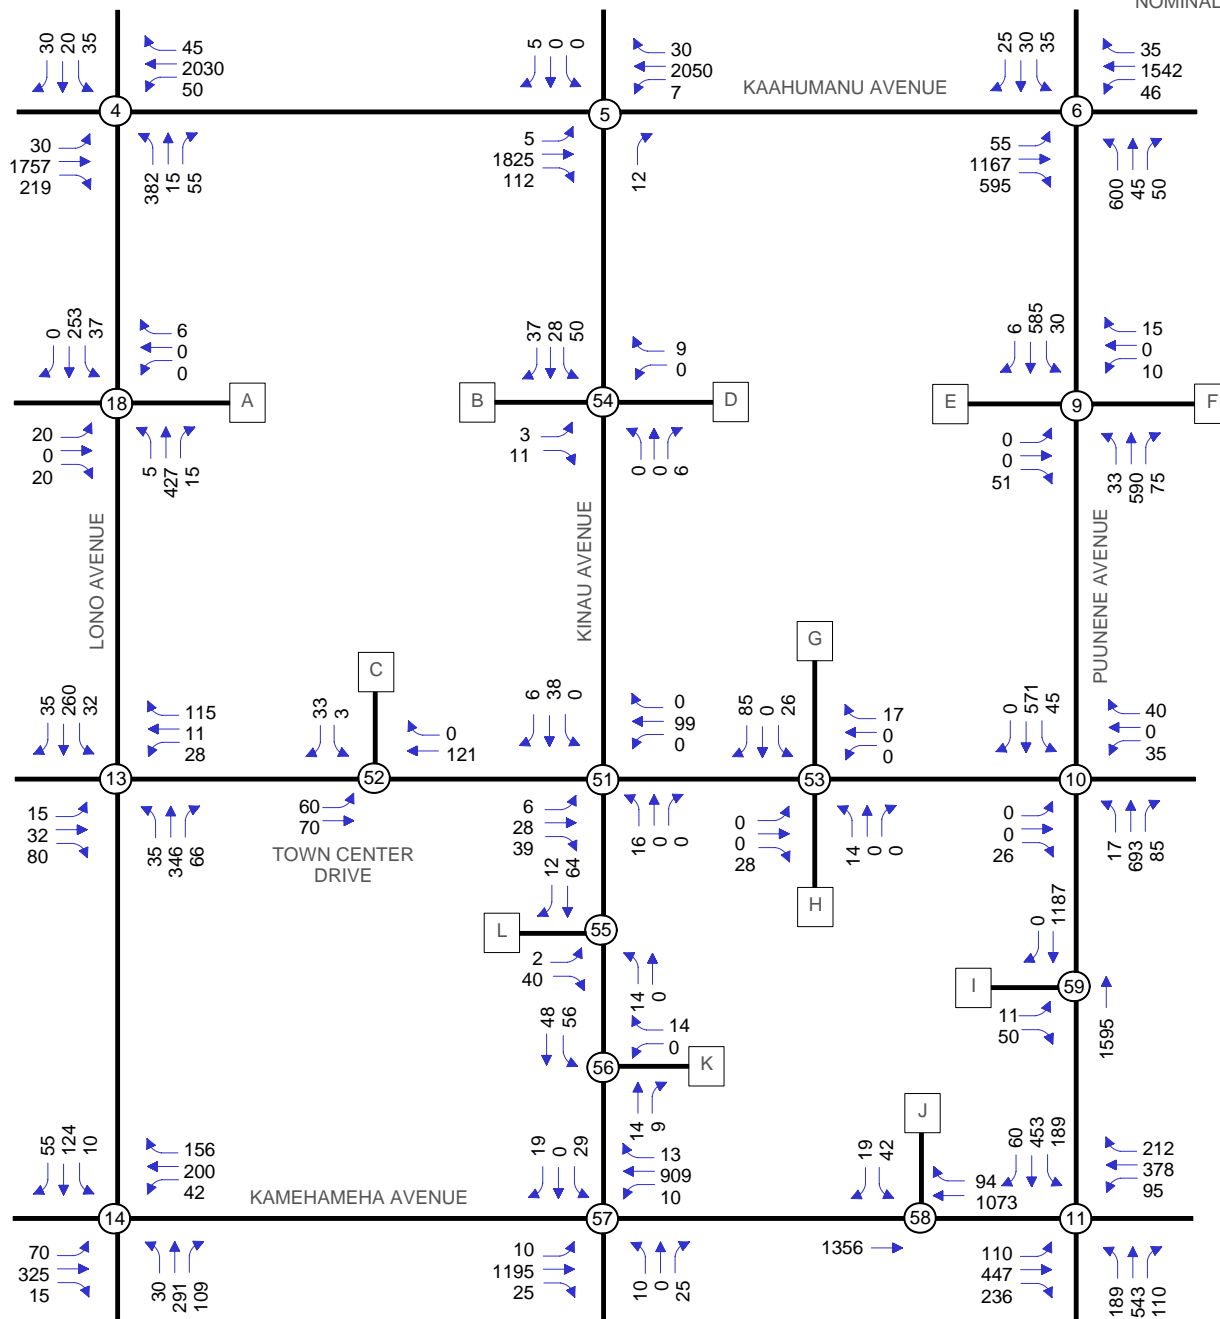 NOMINAL
30 20 35
45
2030
50
5 0 0
30
2050
7
KAAHUMANU AVENUE
25 30 35
35
1542
46
4
5
6
30
1757
219
382 15 55
5
1825
112
12
55
1167
595
600 45 50
0 253 37
6
0
0
37 28 50
9
0
6 585 30
15
0
10
18
A
B
54
D
E
9
F
20
0
20
5 427 15
3
11
0 0 6
0
0
51
33 590 75
LONO AVENUE
KINAU AVENUE
PUUNENE AVENUE
C
G
35 260 32
115
11
28
33 3
0
121
6 38 0
0
99
0
85 0 26
17
0
0
0 571 45
40
0
35
13
52
51
53
10
15
32
80
35 346 66
60
70
TOWN CENTER
DRIVE
6
28
39
16 0 0
0
0
28
14 0 0
0
0
26
17 693 85
12 64
H
L
55
0 1187
2
40
14 0
I
59
11
50
1595
48 56
14
0
56
K
14 9
J
55 124 10
156
200
42
KAMEHAMEHA AVENUE
19 0 29
13
909
10
19 42
94
1073
60 453 189
212
378
95
14
57
58
11
70
325
15
30 291 109
10
1195
25
10 0 25
1356
110
447
236
189 543 110